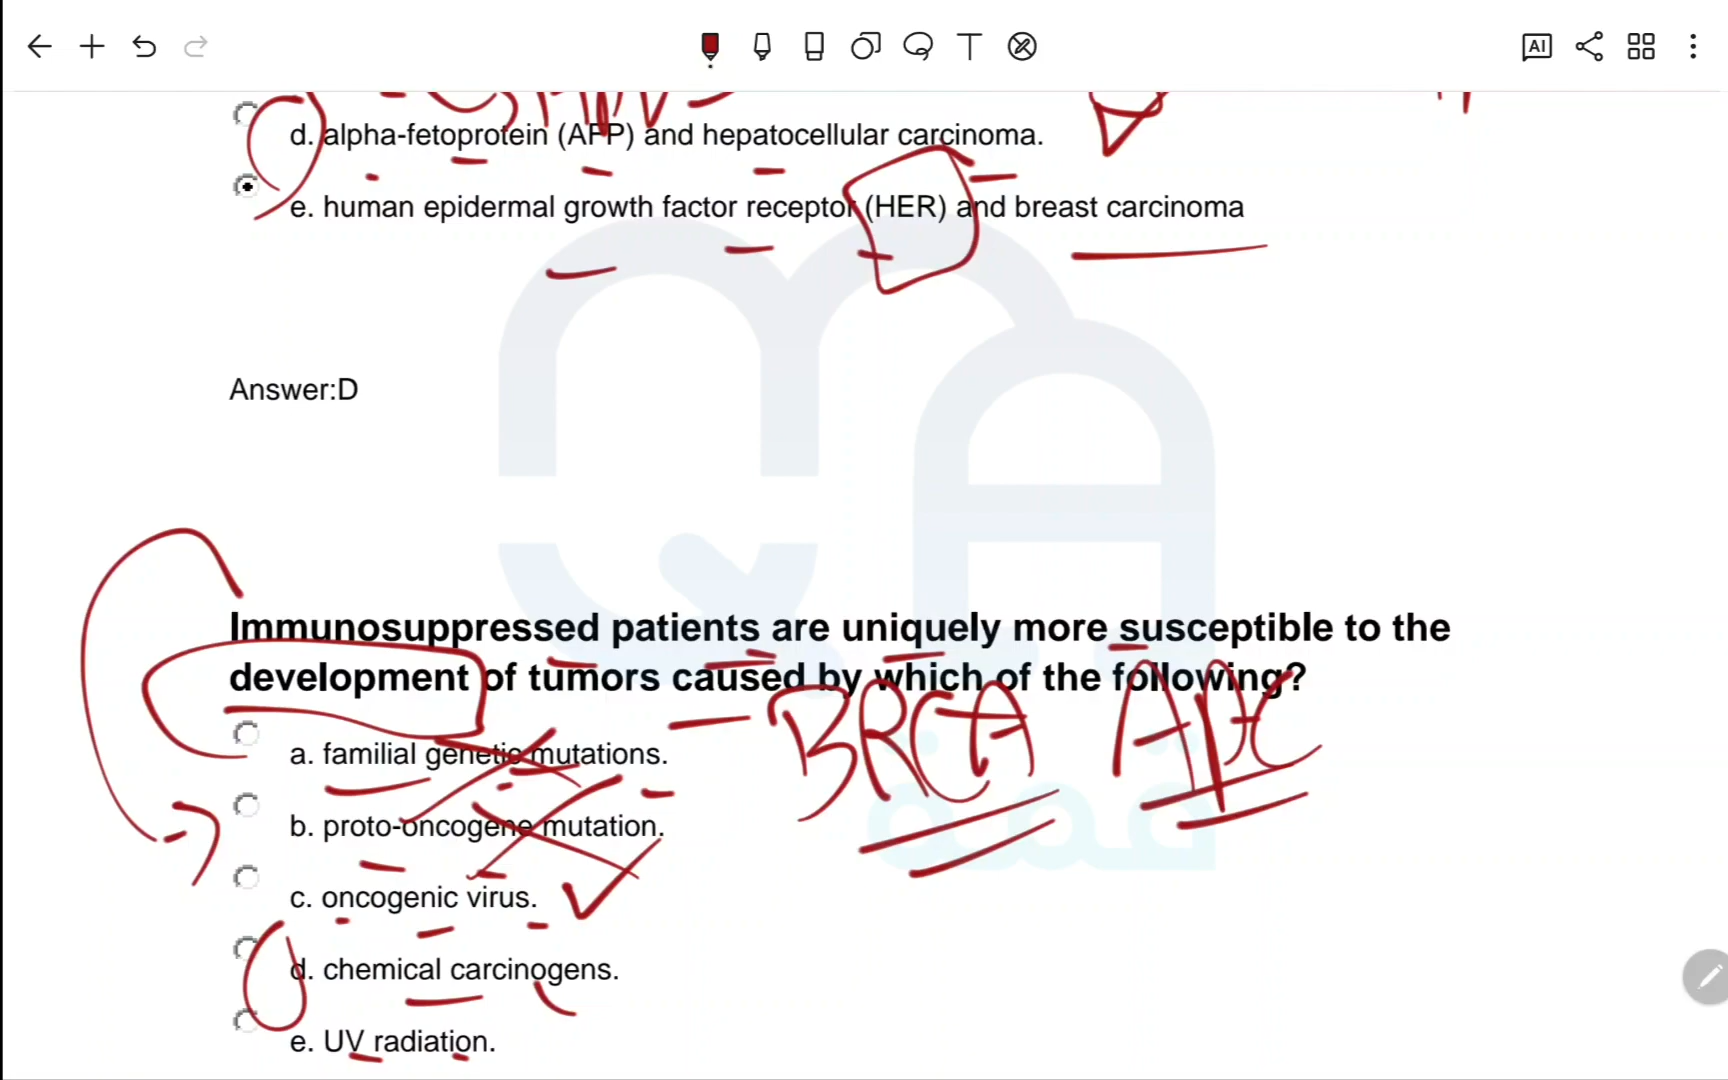 AI
d. alpha-fetoprotein (AFP) and hepatocellular carcinoma.
e. human epidermal growth factor receptor (HER) and breast carcinoma
Answer:D
Immunosuppressed patients are uniquely more susceptible to the
development of tumors caused by which of the following?
BRCA APC
a. familial genetic mutations.
b. proto-oncogene mutation.
c. oncogenic virus.
d. chemical carcinogens.
e. UV radiation.
قمة